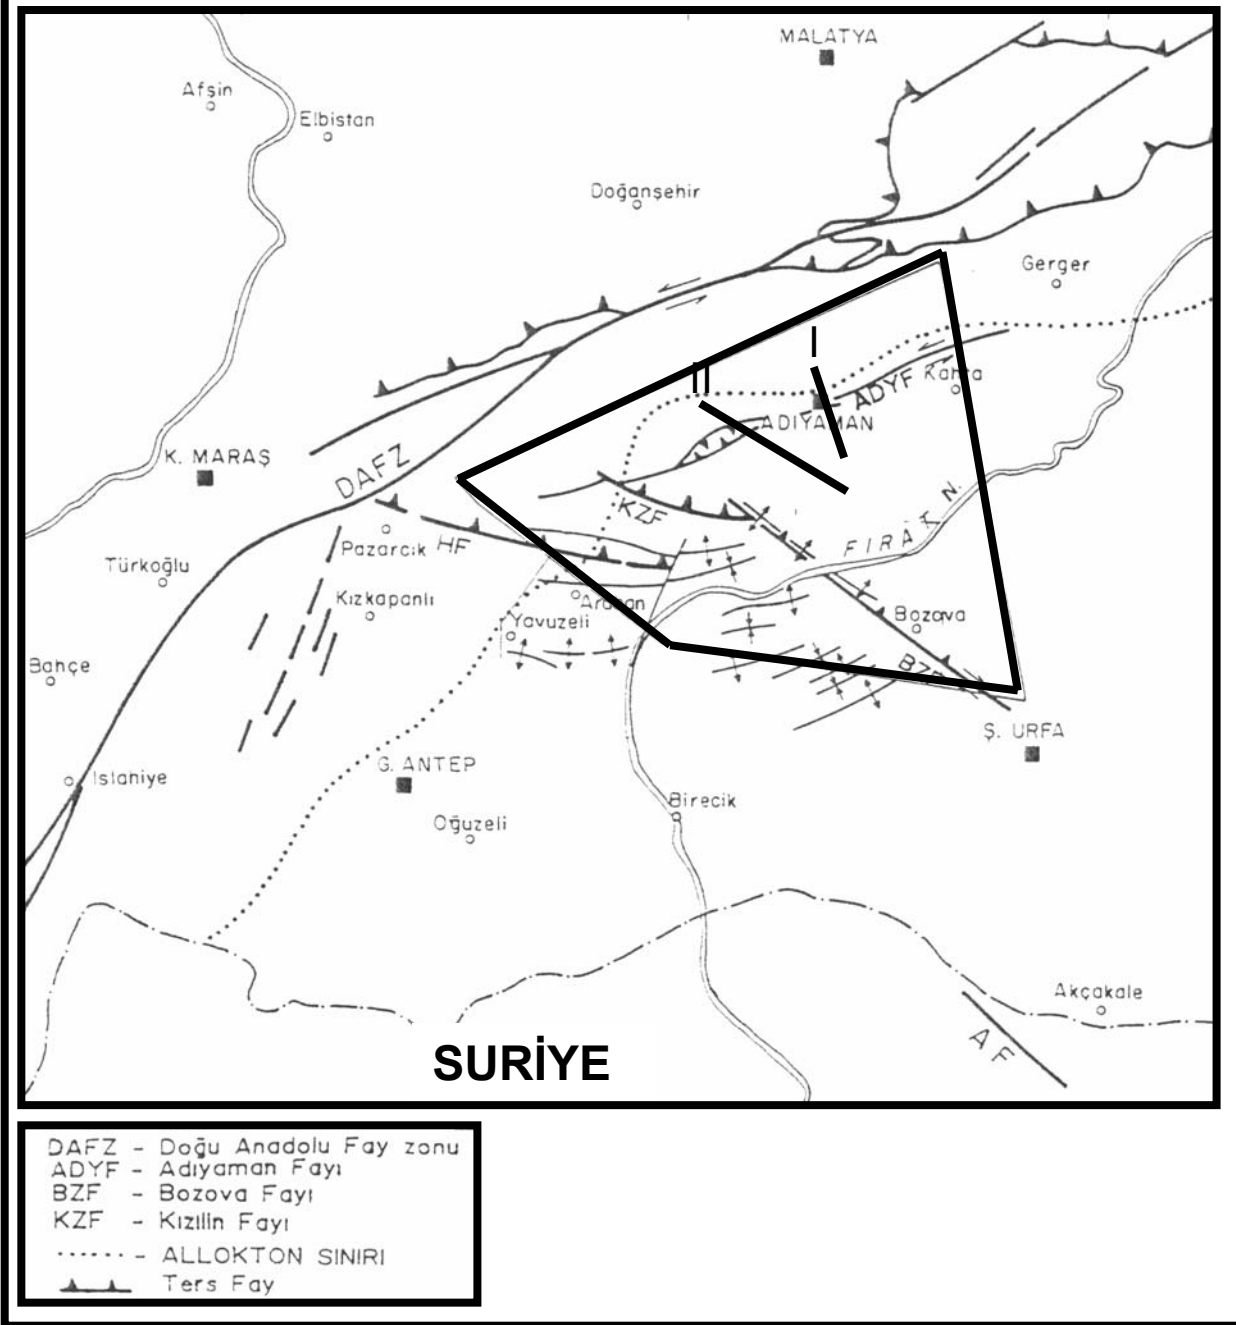 MALATYA
Afşin
Elbistan
Doğanşehir
Gerger
I
II
Kahta
ADYF
ADIYAMAN
K. MARAŞ
DAFZ
KZF
FIRAT N.
Pazarcık
HF
Türkoğlu
Kızkapanlı
Araban
Yavuzeli
Bozova
Bahçe
BZF
Ş. URFA
Islahiye
G. ANTEP
Birecik
Oğuzeli
Akçakale
AF
SURİYE
DAFZ - Doğu Anadolu Fay zonu
ADYF - Adıyaman Fayı
BZF - Bozova Fayı
KZF - Kızılin Fayı
........ - ALLOKTON SINIRI
Ters Fay